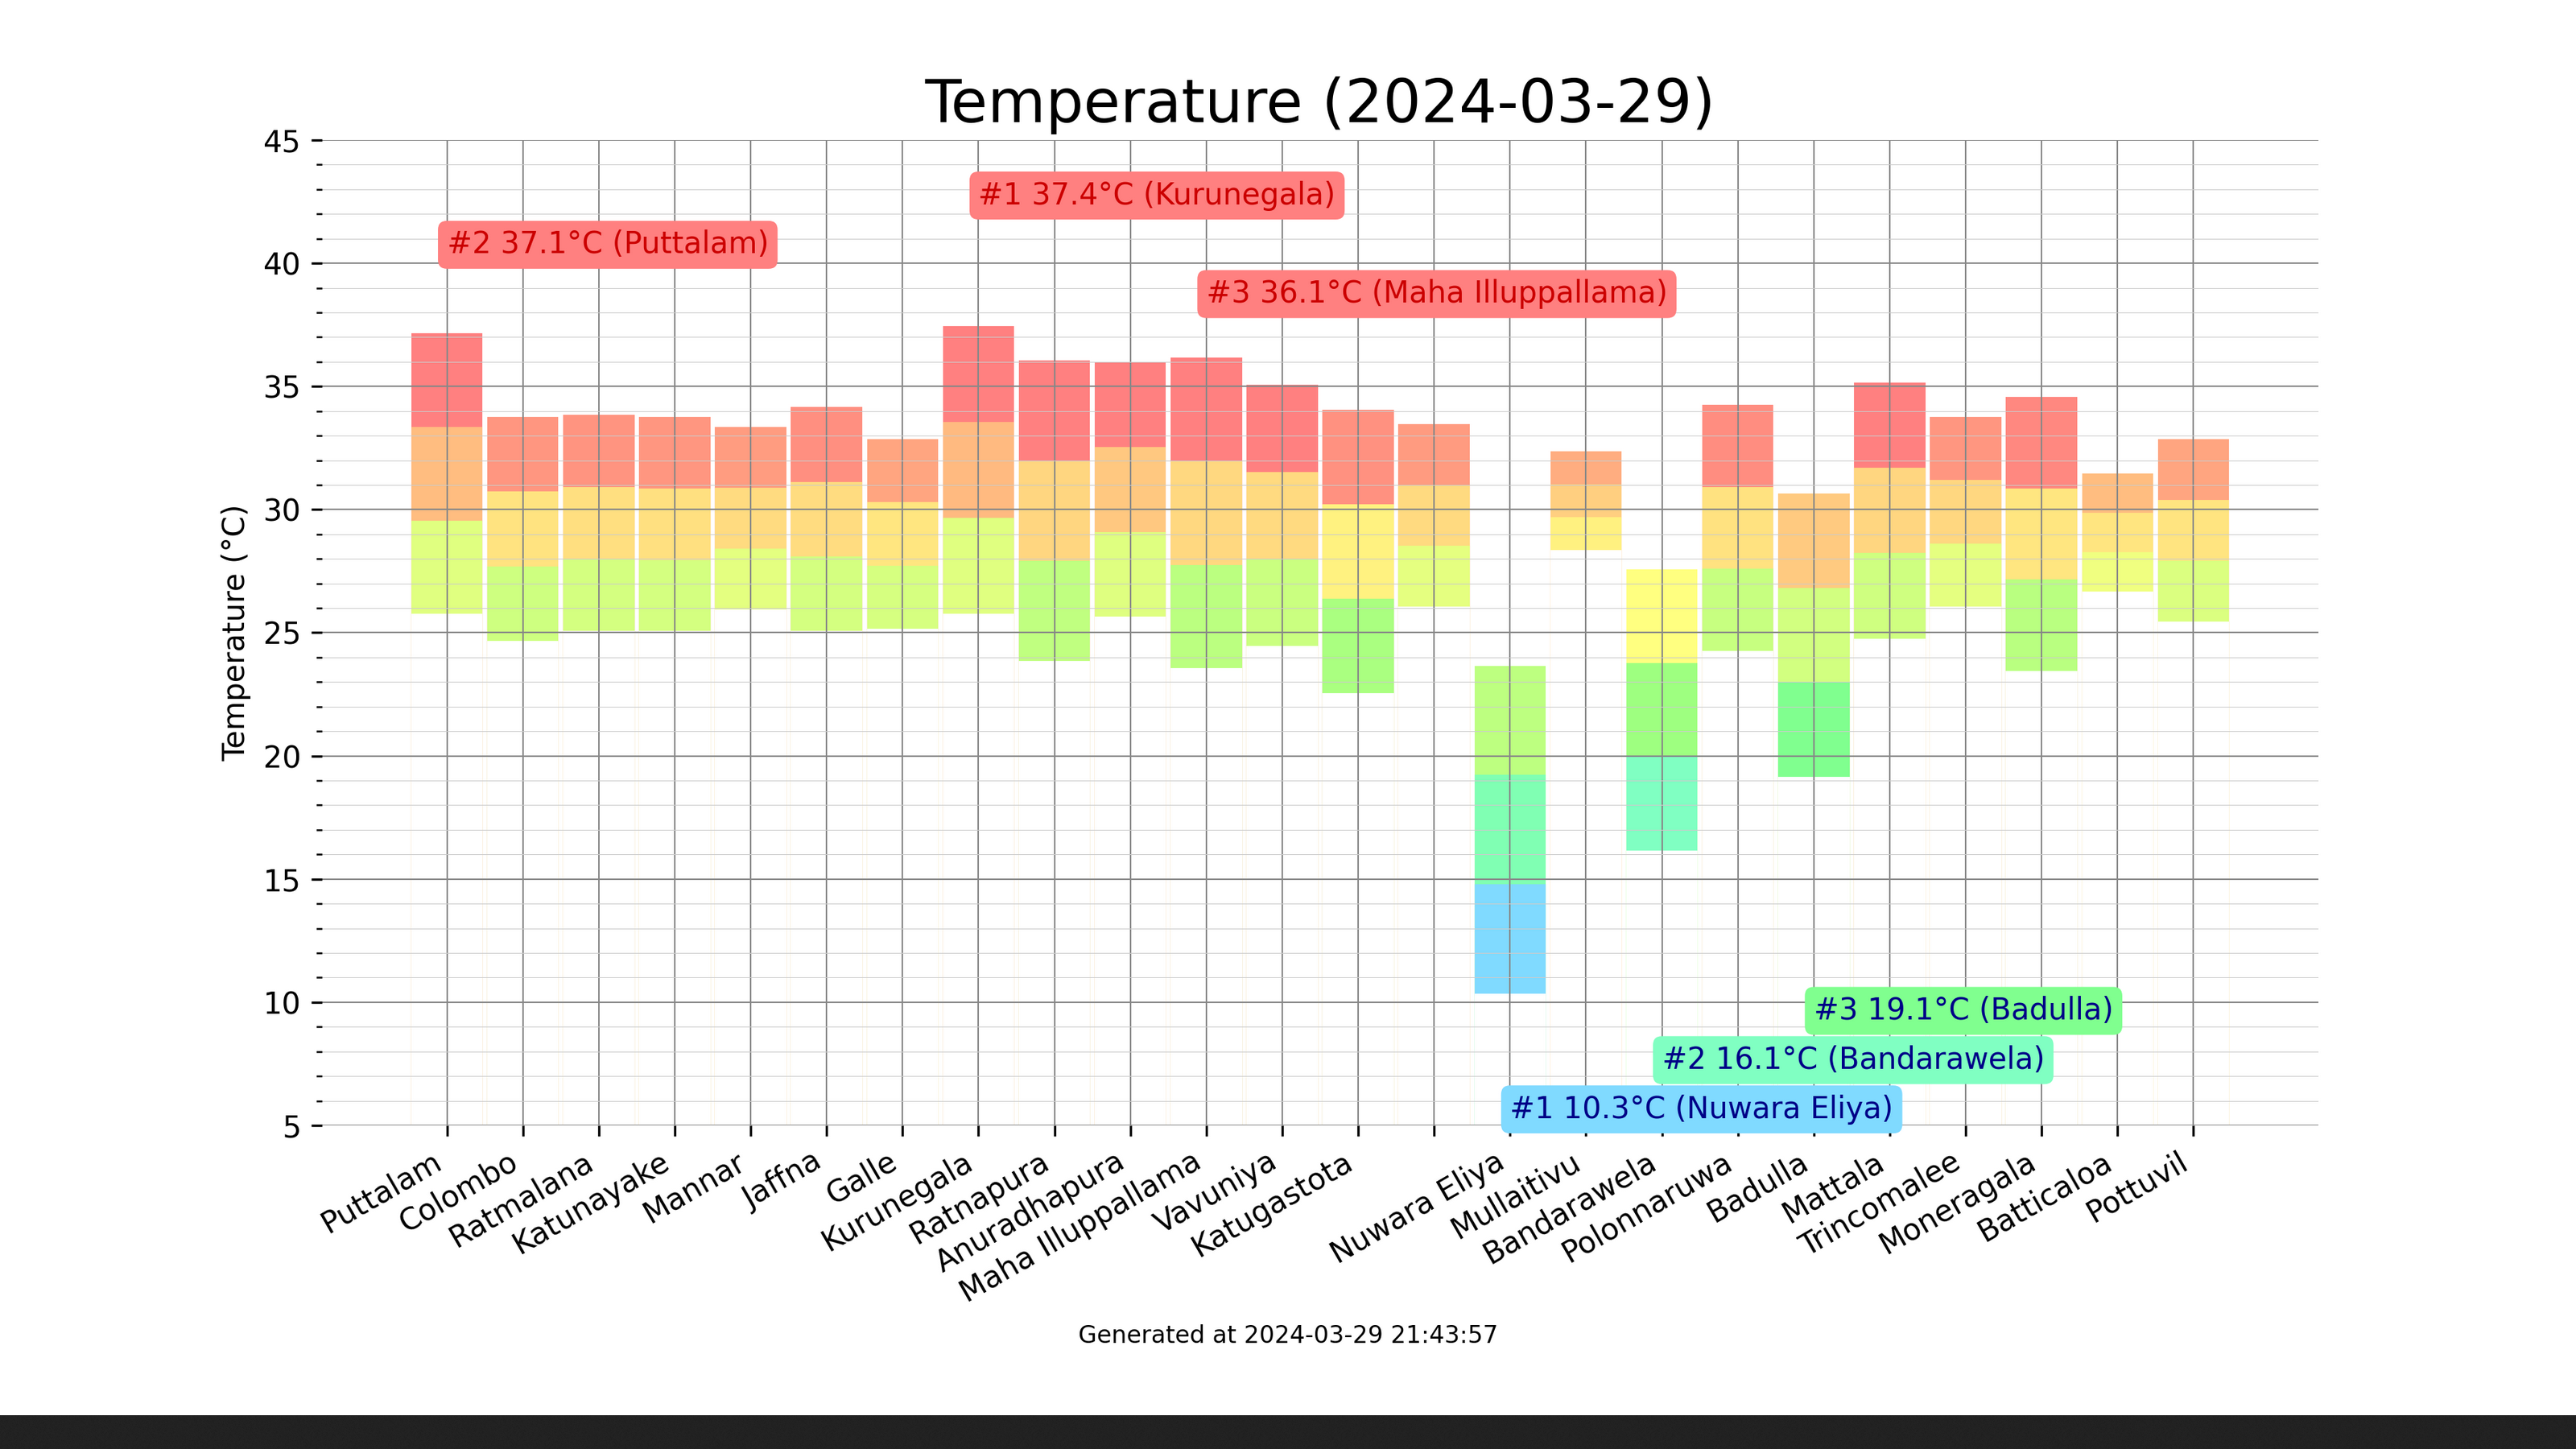 Temperature (2024-03-29)
45
#1 37.4°C (Kurunegala)
#2 37.1°C (Puttalam)
40
#3 36.1°C (Maha Illuppallama)
35
30
Temperature (°C)
25
20
15
10
#3 19.1°C (Badulla)
#2 16.1°C (Bandarawela)
#1 10.3°C (Nuwara Eliya)
5
Puttalam
Colombo
Ratmalana
Katunayake
Mannar
Jaffna
Galle
Kurunegala
Ratnapura
Anuradhapura
Maha Illuppallama
Vavuniya
Katugastota
Nuwara Eliya
Mullaitivu
Bandarawela
Polonnaruwa
Badulla
Mattala
Trincomalee
Moneragala
Batticaloa
Pottuvil
Generated at 2024-03-29 21:43:57